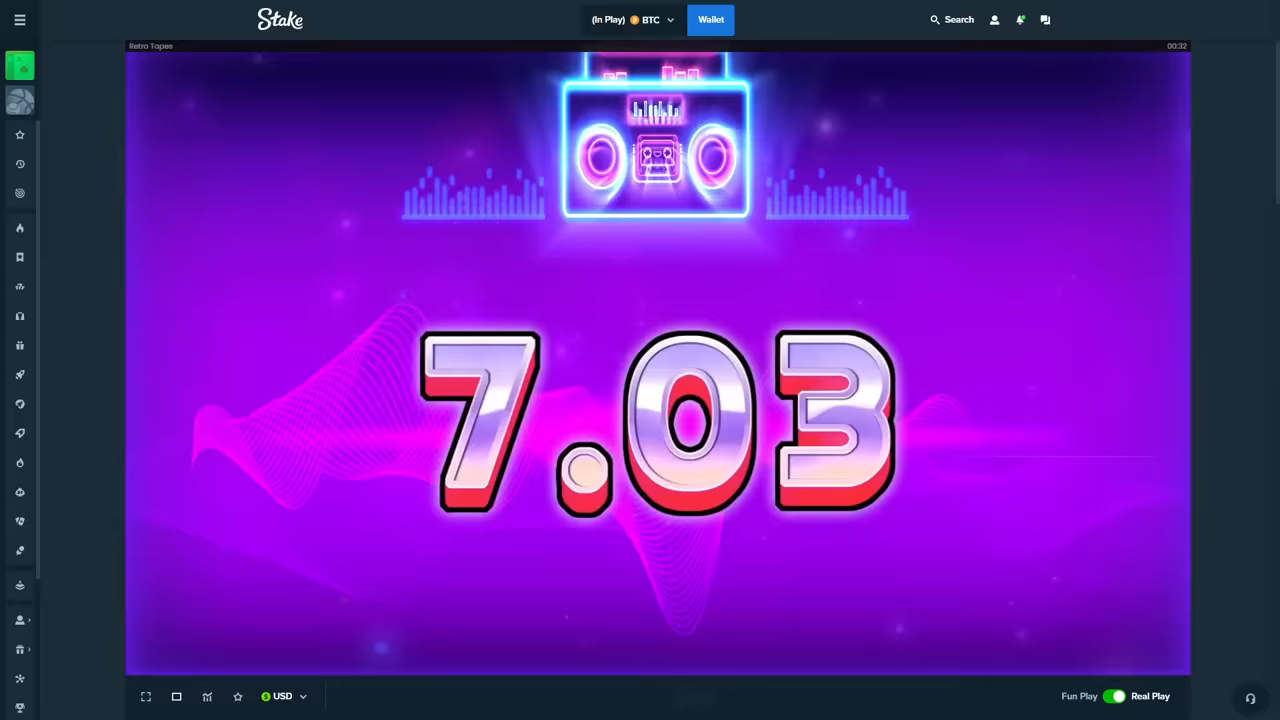 Stake
(In Play) BTC
Wallet
Search
Retro Tapes
00:32
7.03
USD
Fun Play
Real Play